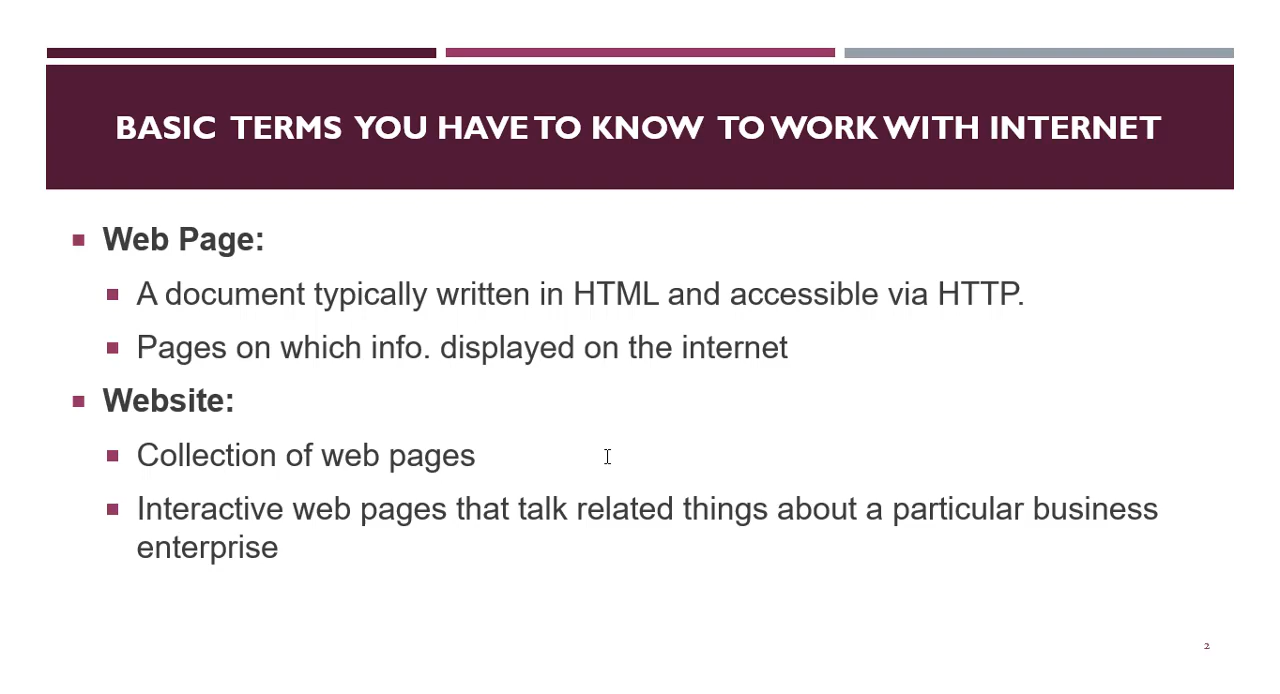 BASIC TERMS YOU HAVE TO KNOW TO WORK WITH INTERNET
Web Page:
A document typically written in HTML and accessible via HTTP.
Pages on which info. displayed on the internet
Website:
Collection of web pages
Interactive web pages that talk related things about a particular business
enterprise
2